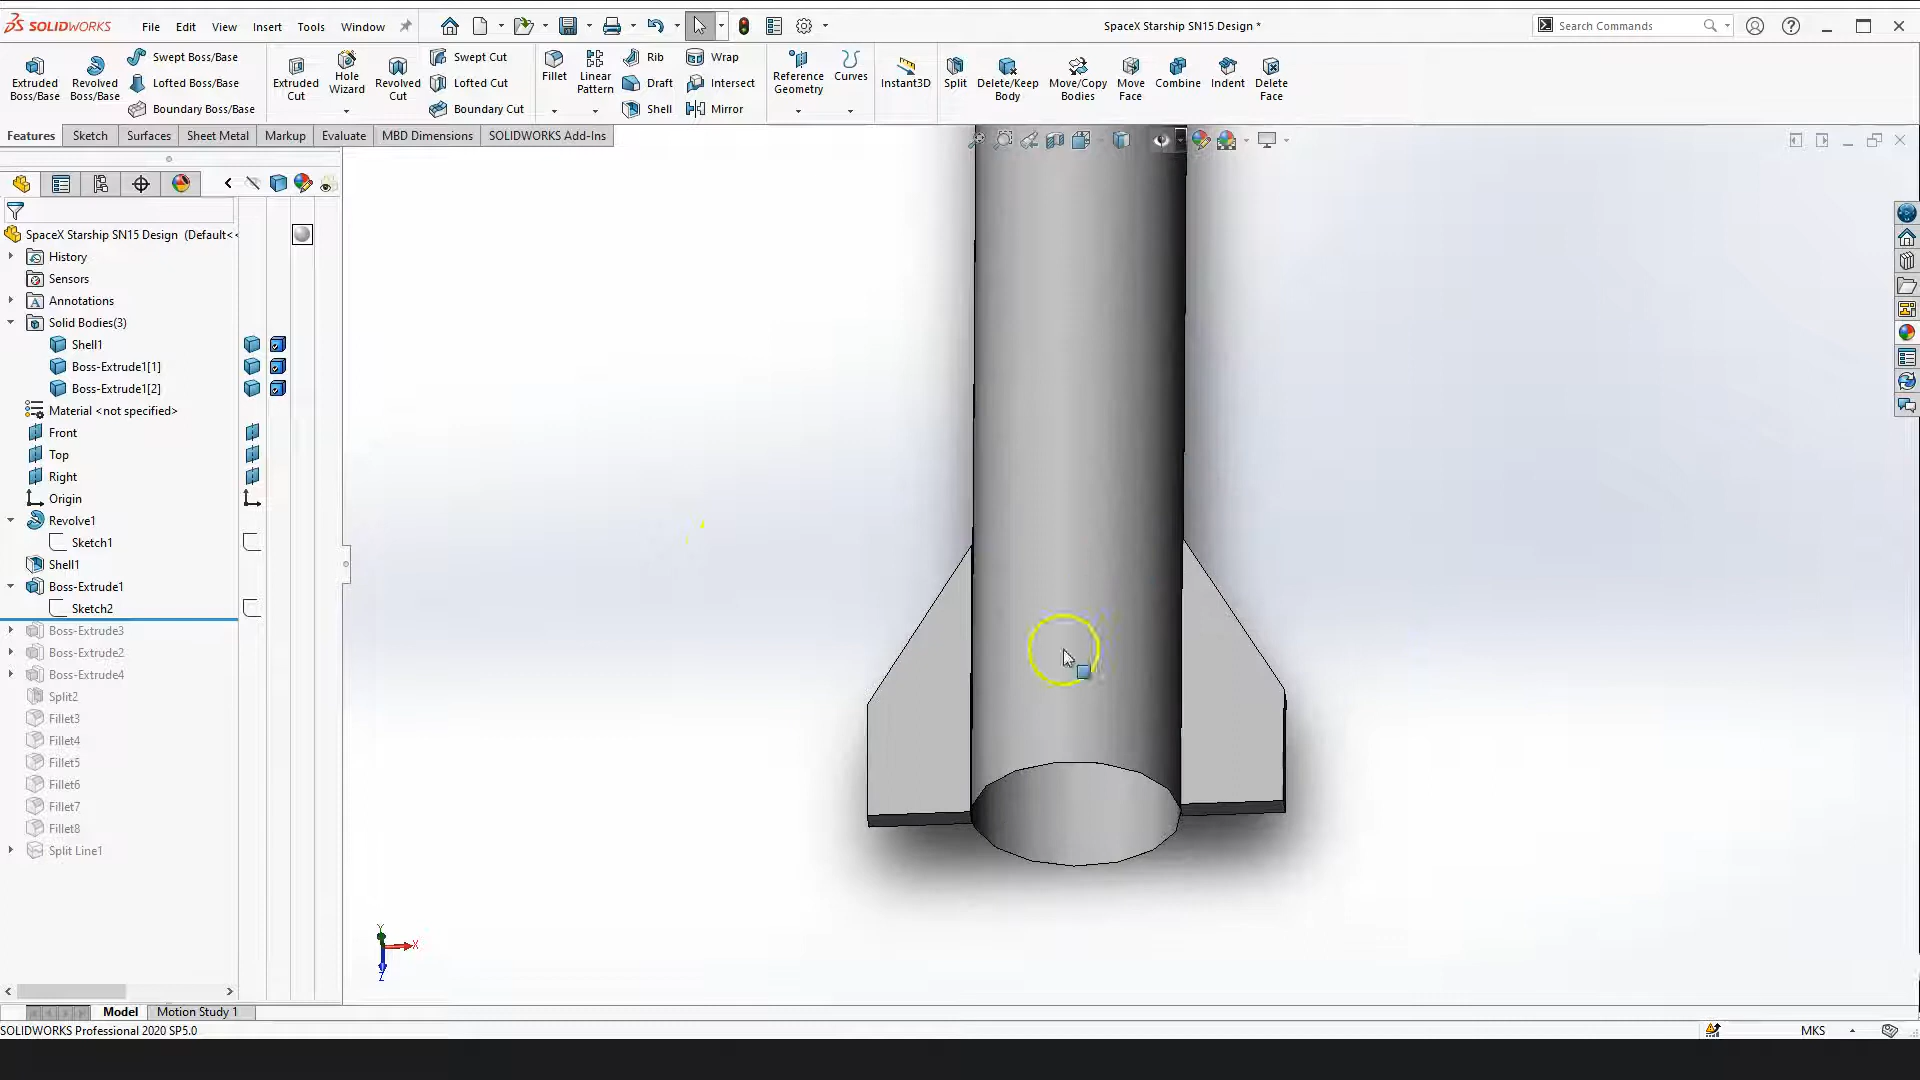 SOLIDWORKS File Edit View Insert Tools Window SpaceX Starship SN15 Design * Search Commands
Extruded Boss/Base
Revolved Boss/Base
Swept Boss/Base
Lofted Boss/Base
Boundary Boss/Base
Extruded Cut
Hole Wizard
Revolved Cut
Swept Cut
Lofted Cut
Boundary Cut
Fillet
Linear Pattern
Rib
Draft
Shell
Wrap
Intersect
Mirror
Reference Geometry
Curves
Instant3D
Split
Delete/Keep Body
Move/Copy Bodies
Move Face
Combine
Indent
Delete Face
Features Sketch Surfaces Sheet Metal Markup Evaluate MBD Dimensions SOLIDWORKS Add-Ins
SpaceX Starship SN15 Design (Default<
History
Sensors
Annotations
Solid Bodies(3)
Shell1
Boss-Extrude1[1]
Boss-Extrude1[2]
Material <not specified>
Front
Top
Right
Origin
Revolve1
Sketch1
Shell1
Boss-Extrude1
Sketch2
Boss-Extrude3
Boss-Extrude2
Boss-Extrude4
Split2
Fillet3
Fillet4
Fillet5
Fillet6
Fillet7
Fillet8
Split Line1
Y
X
Z
Model Motion Study 1
SOLIDWORKS Professional 2020 SP5.0 MKS